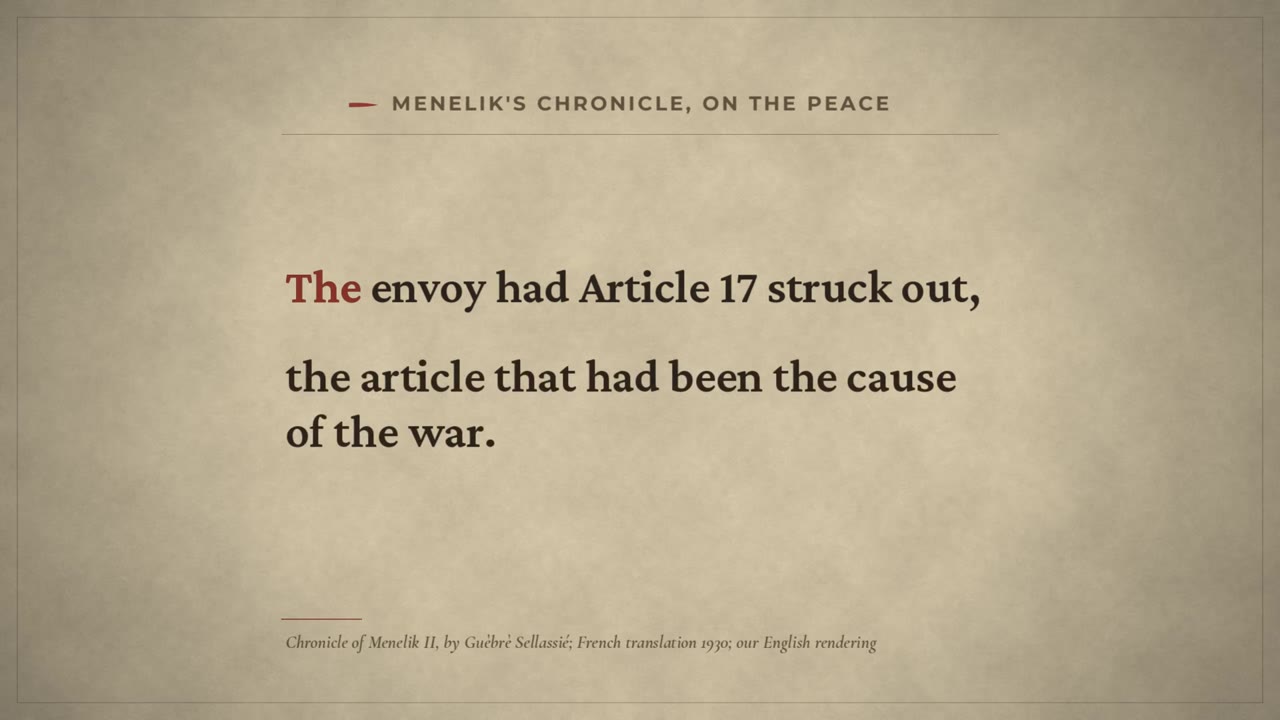 MENELIK'S CHRONICLE, ON THE PEACE
The envoy had Article 17 struck out,
the article that had been the cause
of the war.
Chronicle of Menelik II, by Guèbrè Sellassié; French translation 1930; our English rendering